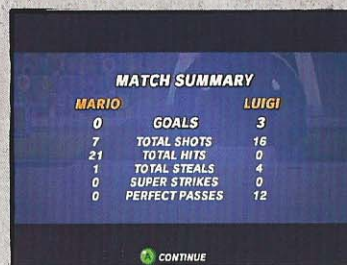 MATCH SUMMARY
MARIO LUIGI
0 GOALS 3
7 TOTAL SHOTS 16
21 TOTAL HITS 0
1 TOTAL STEALS 4
0 SUPER STRIKES 0
0 PERFECT PASSES 12
A CONTINUE